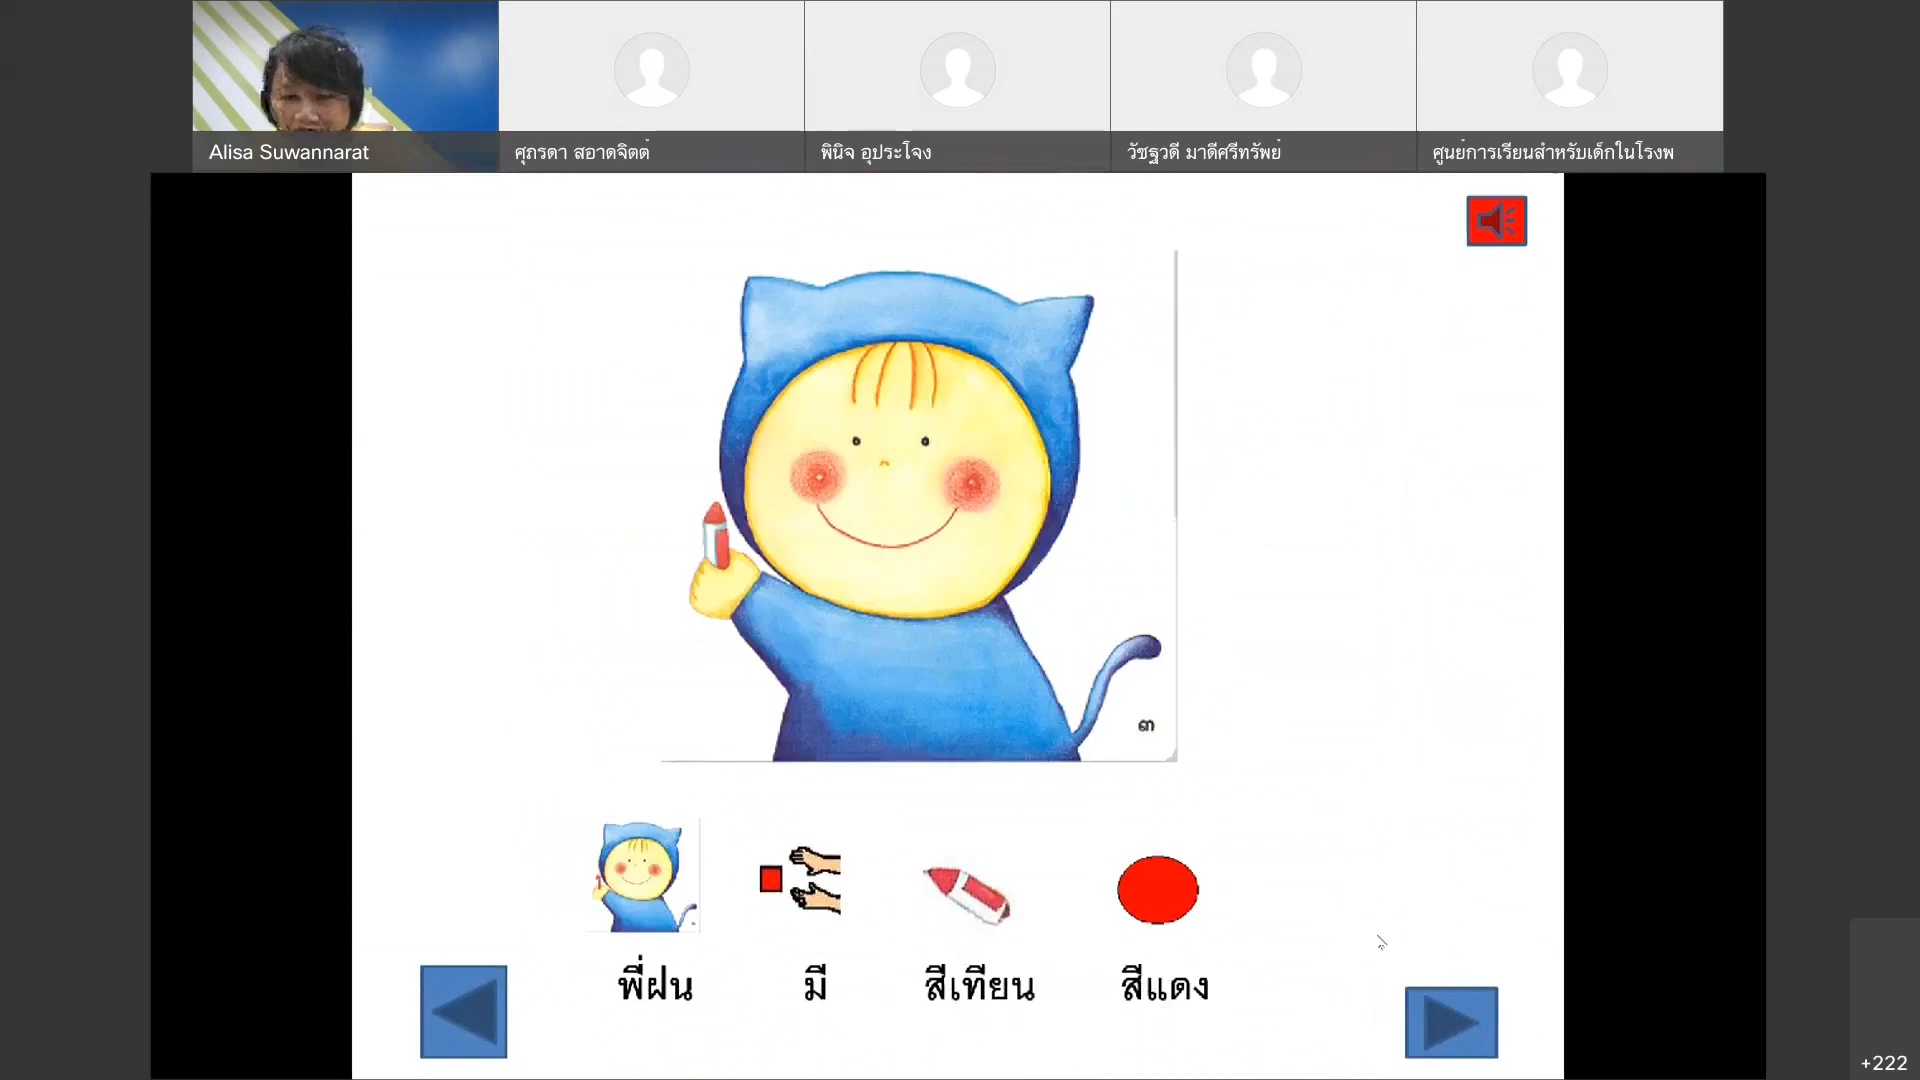 Alisa Suwannarat
ศุภรดา สอาดจิตต์
พินิจ อุประโจง
วัชฐวดี มาดีศรีทรัพย์
ศูนย์การเรียนสำหรับเด็กในโรงพ
๓
พี่ฝน มี สีเทียน สีแดง
+222